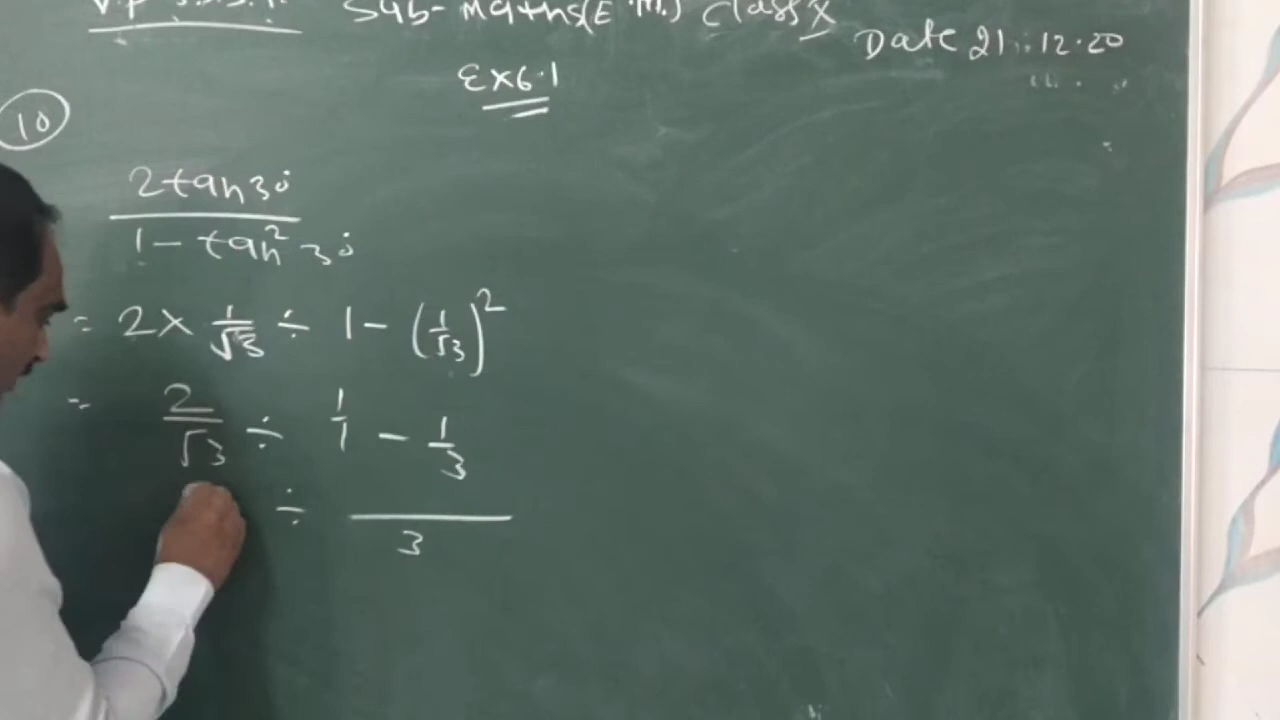 Sub- Maths(E.M.) Class X
Date 21.12.20
Ex 6.1
10
2tan30°
1 - tan²30°
= 2 × 1/√3 ÷ 1 - (1/√3)²
= 2/√3 ÷ 1/1 - 1/3
÷ /3